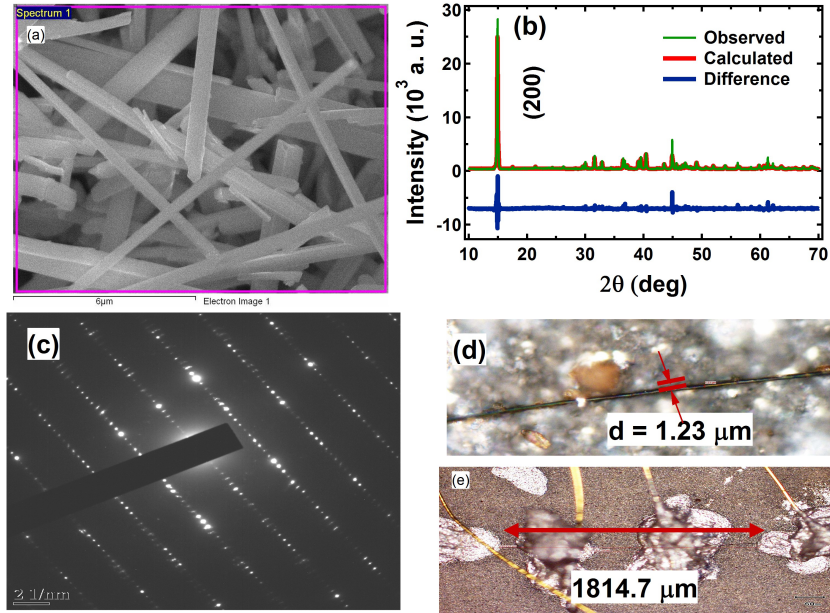 Spectrum 1
(a)
6μm
Electron Image 1
(b)
Observed
Calculated
Difference
(200)
Intensity (10³ a. u.)
30
20
10
0
-10
10 20 30 40 50 60 70
2θ (deg)
(c)
2 1/nm
(d)
d = 1.23 μm
(e)
1814.7 μm